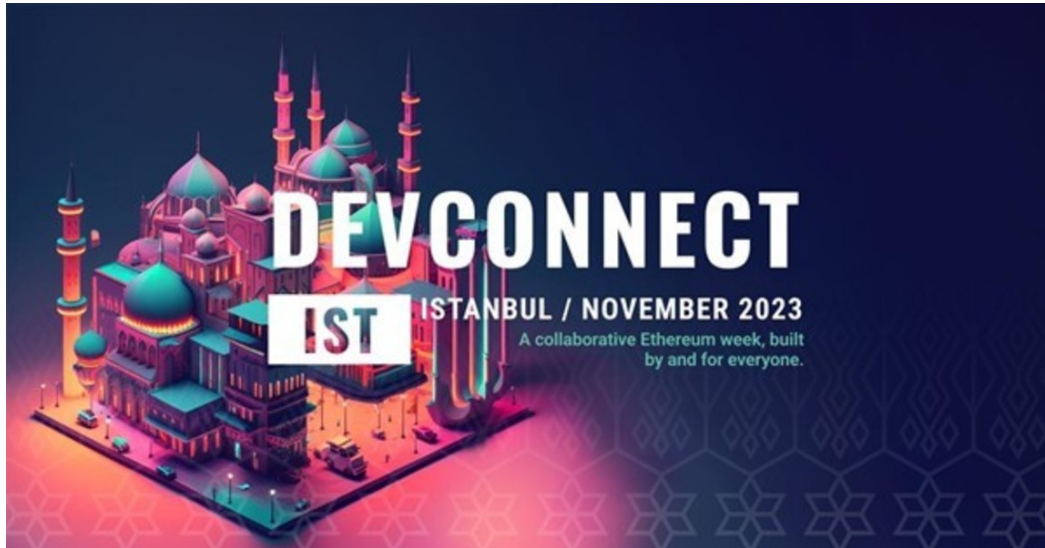 DEVCONNECT
IST
ISTANBUL / NOVEMBER 2023
A collaborative Ethereum week, built
by and for everyone.